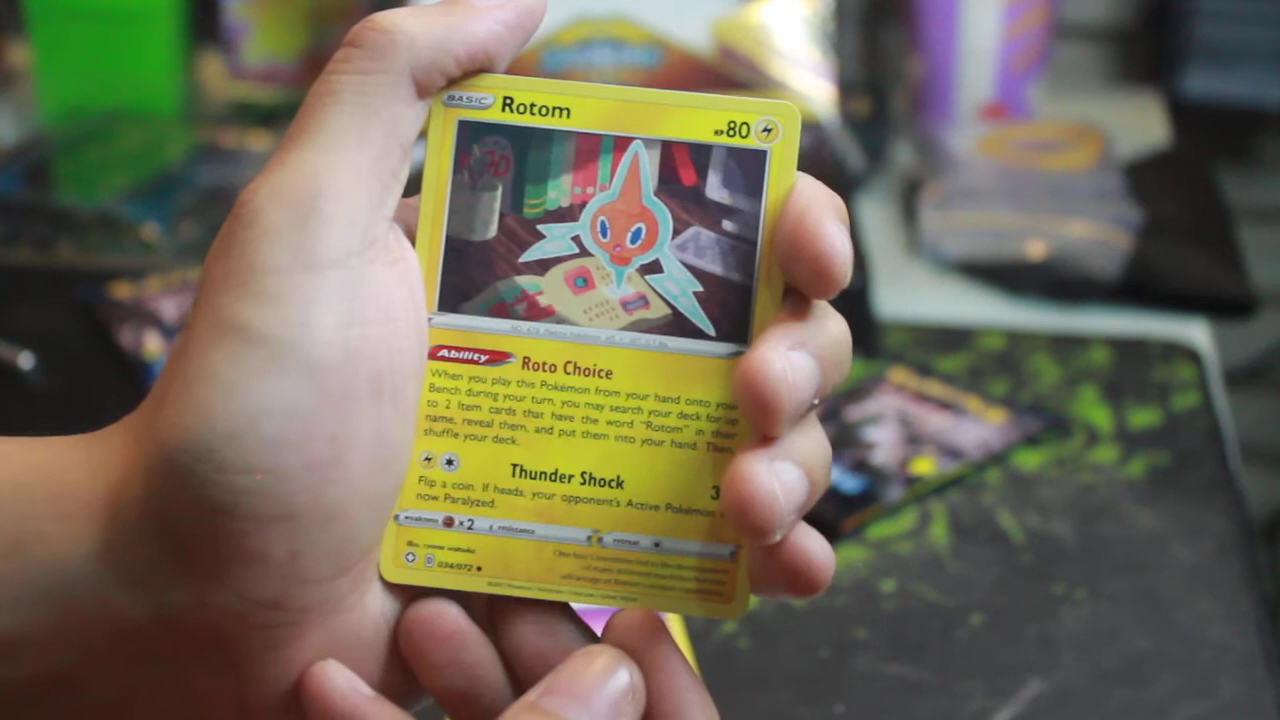 BASIC Rotom
80
Ability Roto Choice
When you play this Pokémon from your hand onto your
Bench during your turn, you may search your deck for up
to 2 Item cards that have the word "Rotom" in their
name, reveal them, and put them into your hand. Then,
shuffle your deck.
Thunder Shock 3
Flip a coin. If heads, your opponent's Active Pokémon
now Paralyzed.
weakness ×2 resistance retreat
034/072